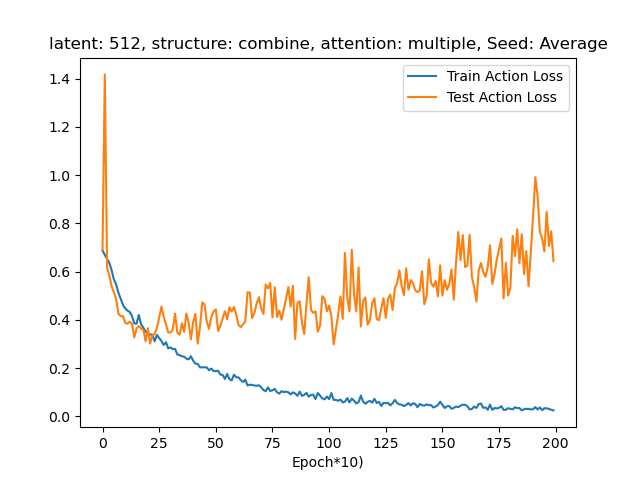 latent: 512, structure: combine, attention: multiple, Seed: Average
Train Action Loss
Test Action Loss
1.4
1.2
1.0
0.8
0.6
0.4
0.2
0.0
0 25 50 75 100 125 150 175 200
Epoch*10)